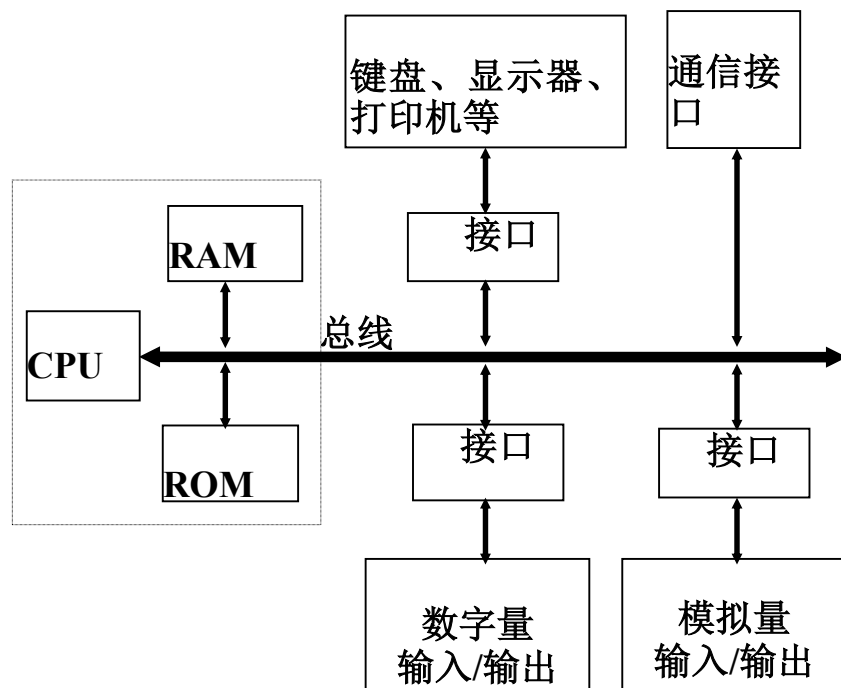 键盘、显示器、
打印机等
通信接
口
接口
RAM
总线
CPU
接口
接口
ROM
数字量
输入/输出
模拟量
输入/输出